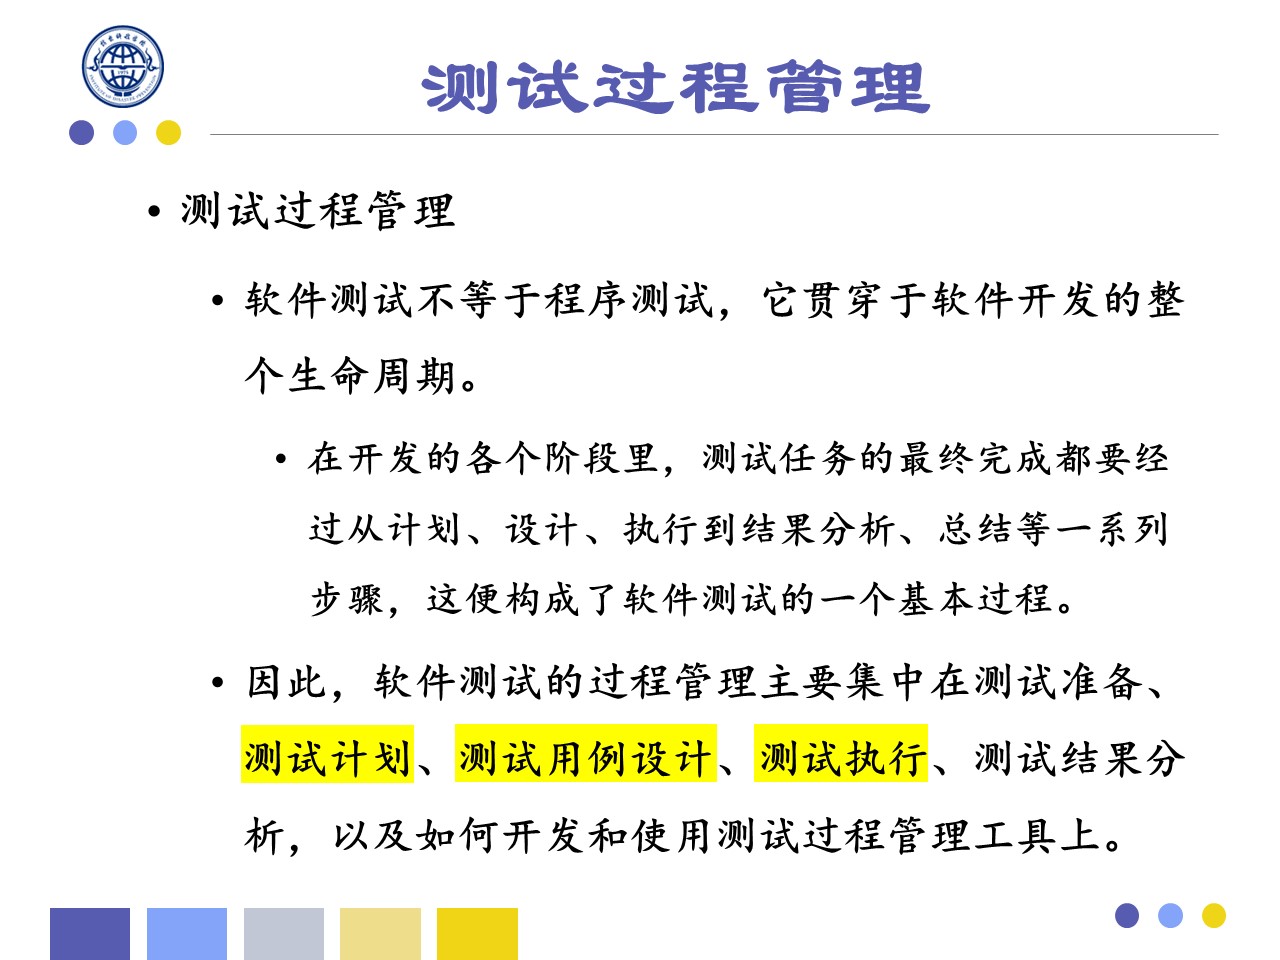 测试过程管理
• 测试过程管理
• 软件测试不等于程序测试，它贯穿于软件开发的整
个生命周期。
• 在开发的各个阶段里，测试任务的最终完成都要经
过从计划、设计、执行到结果分析、总结等一系列
步骤，这便构成了软件测试的一个基本过程。
• 因此，软件测试的过程管理主要集中在测试准备、
测试计划、测试用例设计、测试执行、测试结果分
析，以及如何开发和使用测试过程管理工具上。